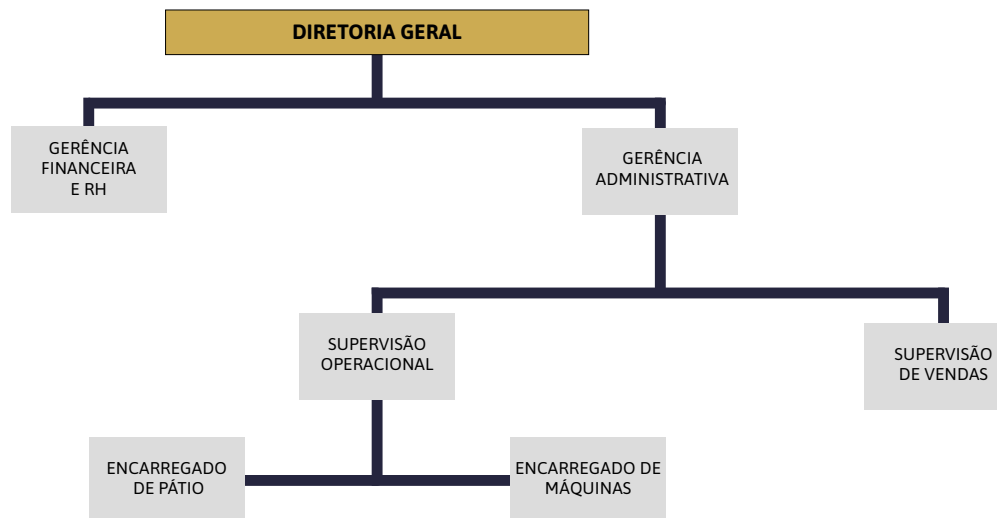 DIRETORIA GERAL
GERÊNCIA
FINANCEIRA
E RH
GERÊNCIA
ADMINISTRATIVA
SUPERVISÃO
OPERACIONAL
SUPERVISÃO
DE VENDAS
ENCARREGADO
DE PÁTIO
ENCARREGADO DE
MÁQUINAS